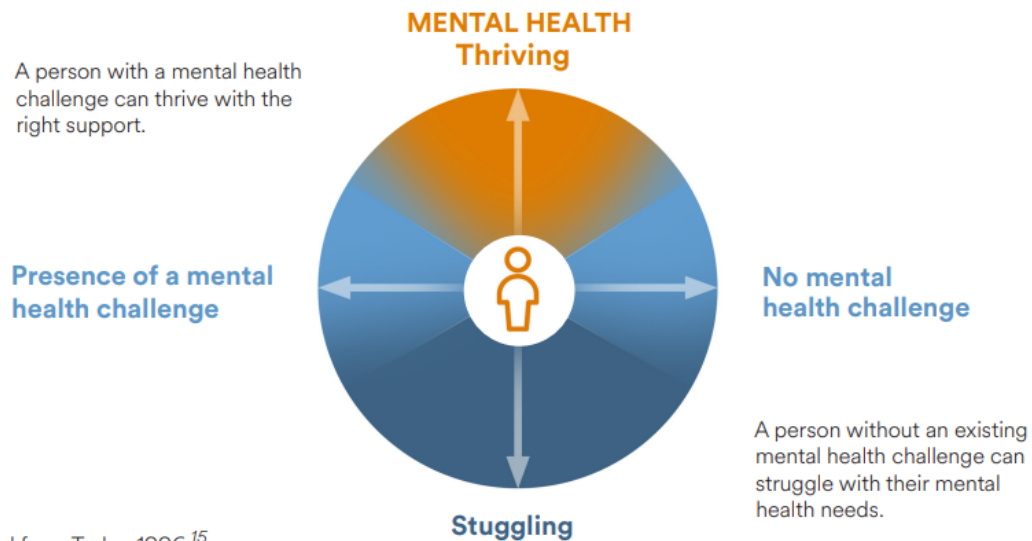 MENTAL HEALTH
Thriving
A person with a mental health
challenge can thrive with the
right support.
Presence of a mental
health challenge
No mental
health challenge
A person without an existing
mental health challenge can
struggle with their mental
health needs.
Stuggling
15